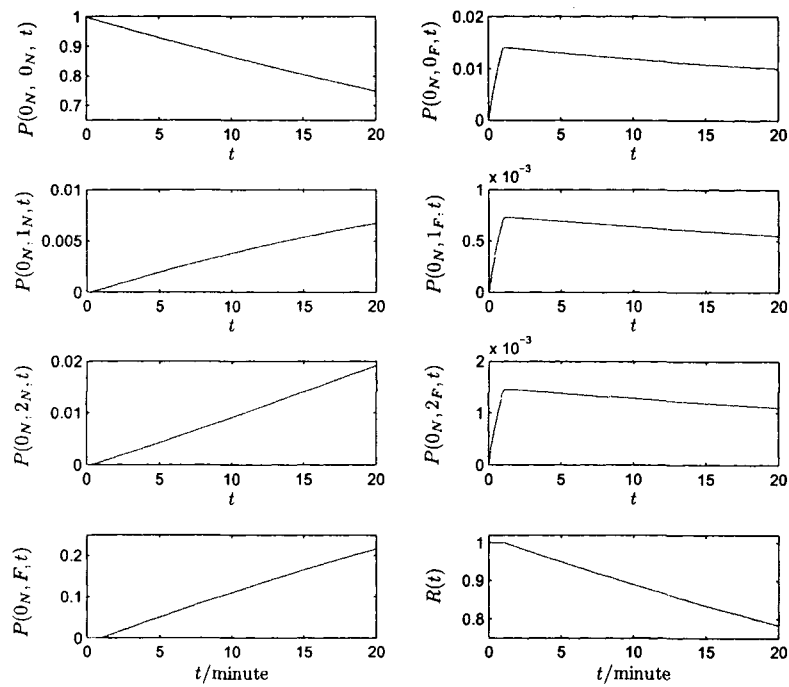 P(0_N, 0_N, t)
1
0.9
0.8
0.7
0 5 10 15 20
t
P(0_N, 0_F, t)
0.02
0.01
0
0 5 10 15 20
t
P(0_N, 1_N, t)
0.01
0.005
0
0 5 10 15 20
t
P(0_N, 1_F, t)
x 10^-3
1
0.5
0
0 5 10 15 20
t
P(0_N, 2_N, t)
0.02
0.01
0
0 5 10 15 20
t
P(0_N, 2_F, t)
x 10^-3
2
1
0
0 5 10 15 20
t
P(0_N, F, t)
0.2
0.1
0
0 5 10 15 20
t/minute
R(t)
1
0.9
0.8
0 5 10 15 20
t/minute